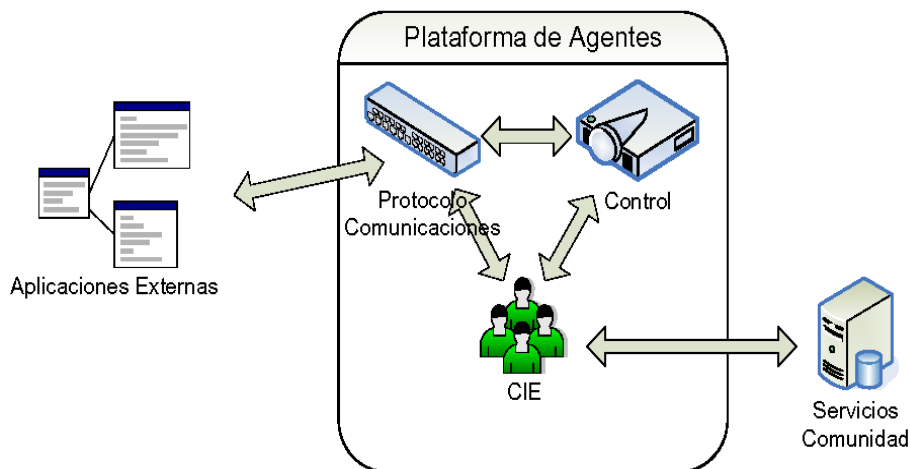 Plataforma de Agentes
Protocolo
Comunicaciones
Control
Aplicaciones Externas
CIE
Servicios
Comunidad